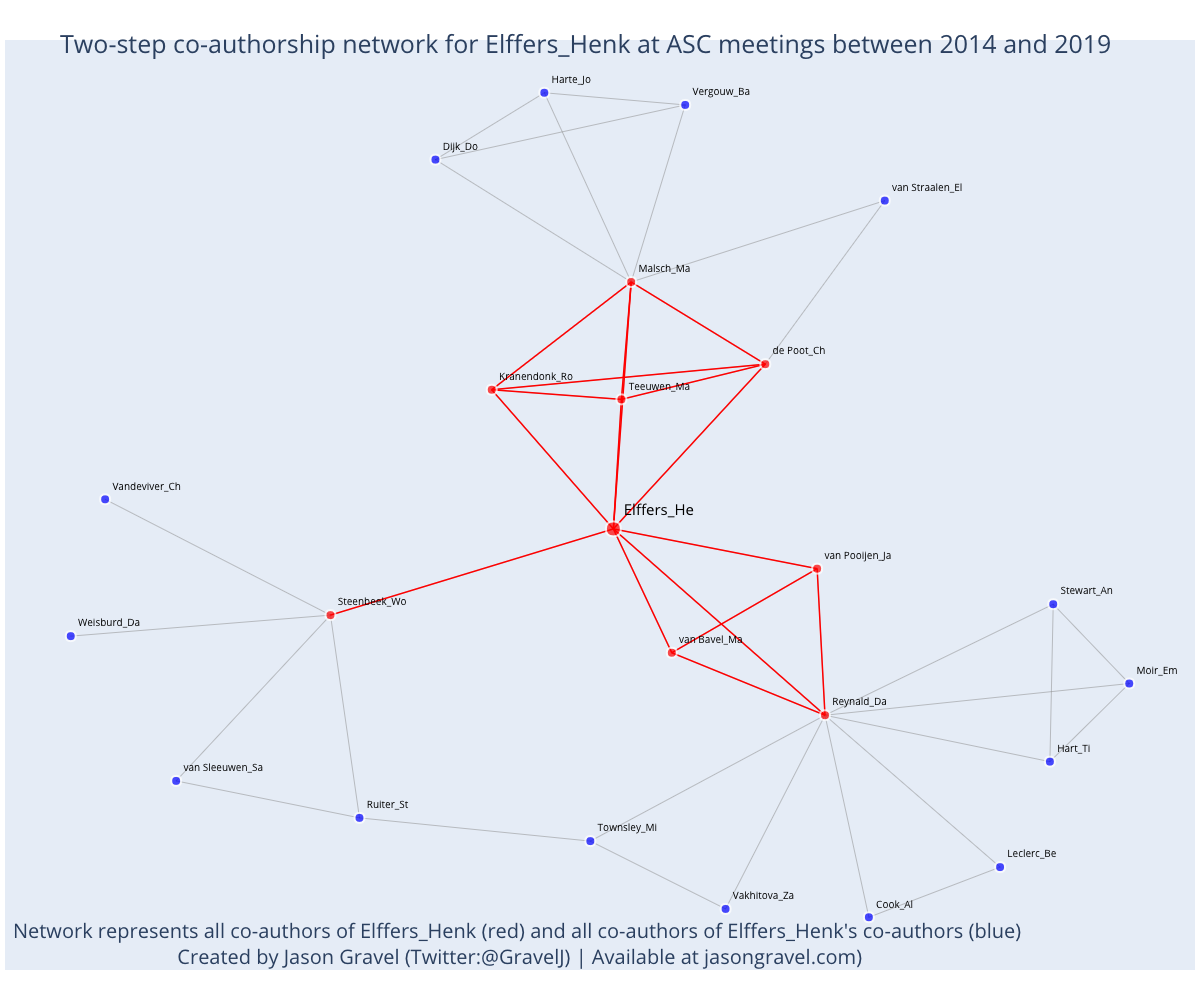 Two-step co-authorship network for Elffers_Henk at ASC meetings between 2014 and 2019
Harte_Jo
Vergouw_Ba
Dijk_Do
van Straalen_El
Malsch_Ma
de Poot_Ch
Kranendonk_Ro
Teeuwen_Ma
Vandeviver_Ch
Elffers_He
van Pooijen_Ja
Stewart_An
Steenbeek_Wo
Weisburd_Da
van Bavel_Ma
Moir_Em
Reynald_Da
Hart_Ti
van Sleeuwen_Sa
Ruiter_St
Townsley_Mi
Leclerc_Be
Vakhitova_Za
Cook_Al
Network represents all co-authors of Elffers_Henk (red) and all co-authors of Elffers_Henk's co-authors (blue)
Created by Jason Gravel (Twitter:@GravelJ) | Available at jasongravel.com)